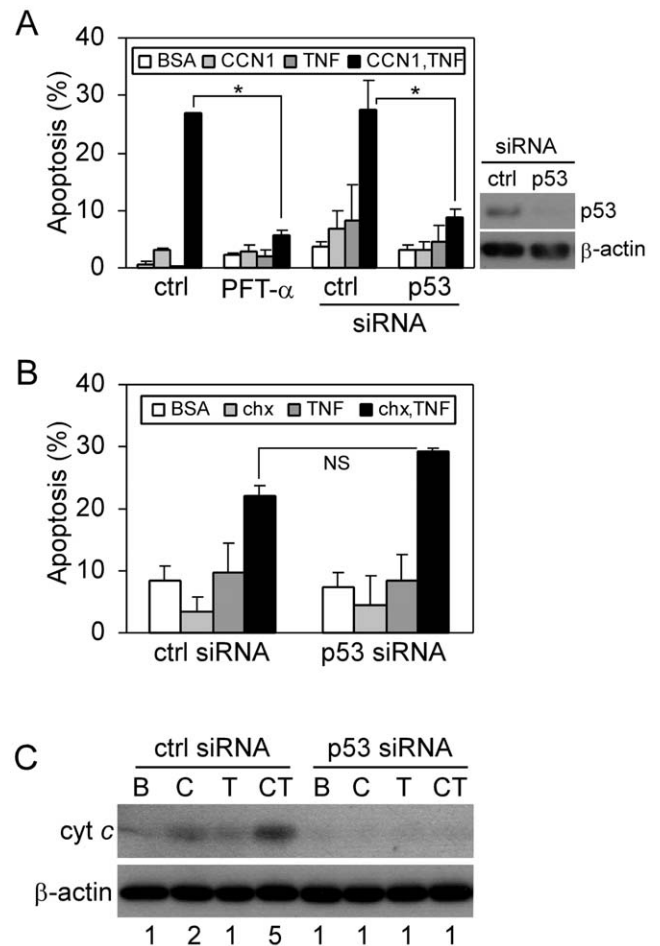 A
BSA CCN1 TNF CCN1,TNF
Apoptosis (%)
40
30
20
10
0
* *
ctrl PFT-α ctrl p53
siRNA
siRNA
ctrl p53
p53
β-actin
B
BSA chx TNF chx,TNF
Apoptosis (%)
40
30
20
10
0
NS
ctrl siRNA p53 siRNA
C
ctrl siRNA p53 siRNA
B C T CT B C T CT
cyt c
β-actin
1 2 1 5 1 1 1 1